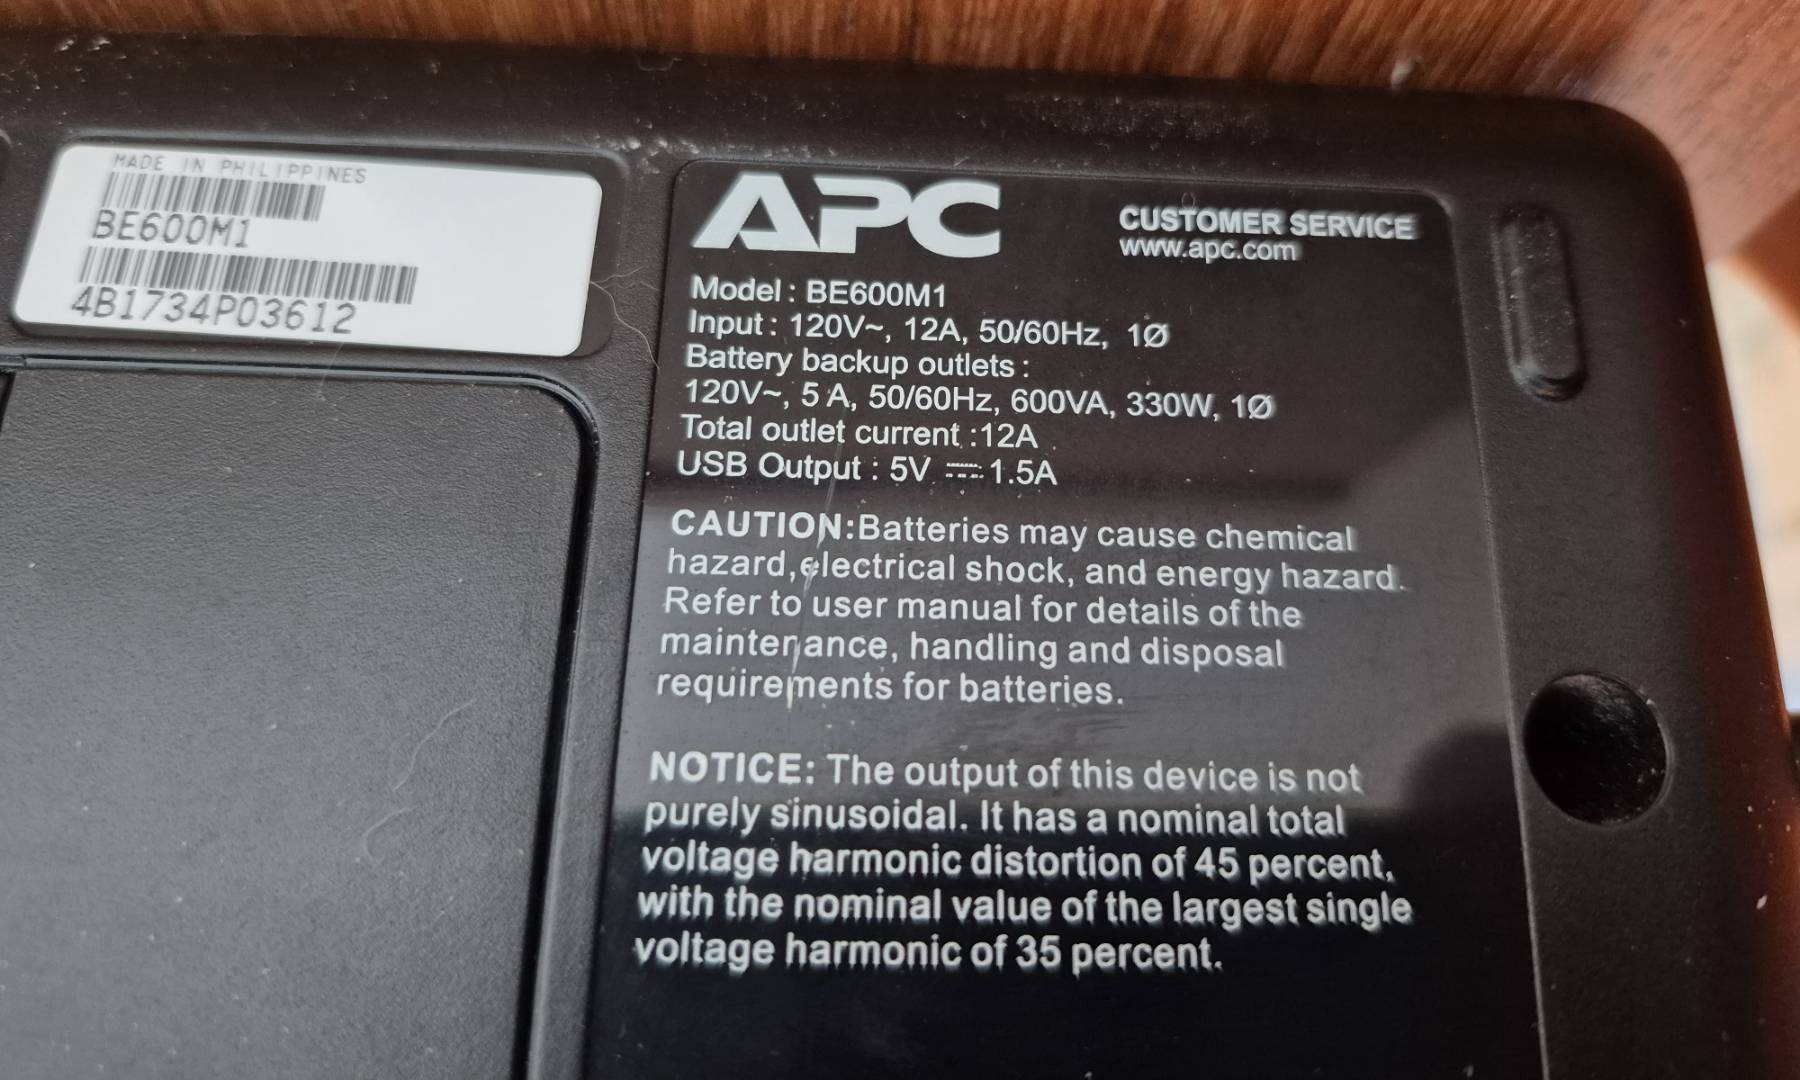 MADE IN PHILIPPINES
BE600M1
4B1734P03612
APC
CUSTOMER SERVICE
www.apc.com
Model : BE600M1
Input : 120V~, 12A, 50/60Hz, 1Ø
Battery backup outlets :
120V~, 5 A, 50/60Hz, 600VA, 330W, 1Ø
Total outlet current :12A
USB Output : 5V ⎓ 1.5A
CAUTION:Batteries may cause chemical
hazard,electrical shock, and energy hazard.
Refer to user manual for details of the
maintenance, handling and disposal
requirements for batteries.
NOTICE: The output of this device is not
purely sinusoidal. It has a nominal total
voltage harmonic distortion of 45 percent,
with the nominal value of the largest single
voltage harmonic of 35 percent.